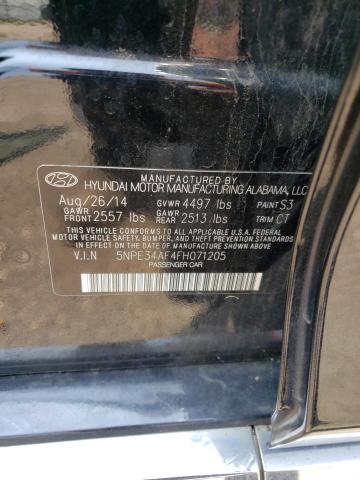 MANUFACTURED BY
HYUNDAI MOTOR MANUFACTURING ALABAMA, LLC
Aug/26/14 GVWR 4497 lbs PAINT S3
GAWR FRONT 2557 lbs GAWR REAR 2513 lbs TRIM CT
THIS VEHICLE CONFORMS TO ALL APPLICABLE U.S.A FEDERAL
MOTOR VEHICLE SAFETY, BUMPER, AND THEFT PREVENTION
STANDARDS IN EFFECT ON THE DATE OF MANUFACTURE SHOWN ABOVE.
V.I.N 5NPE34AF4FH071205
PASSENGER CAR